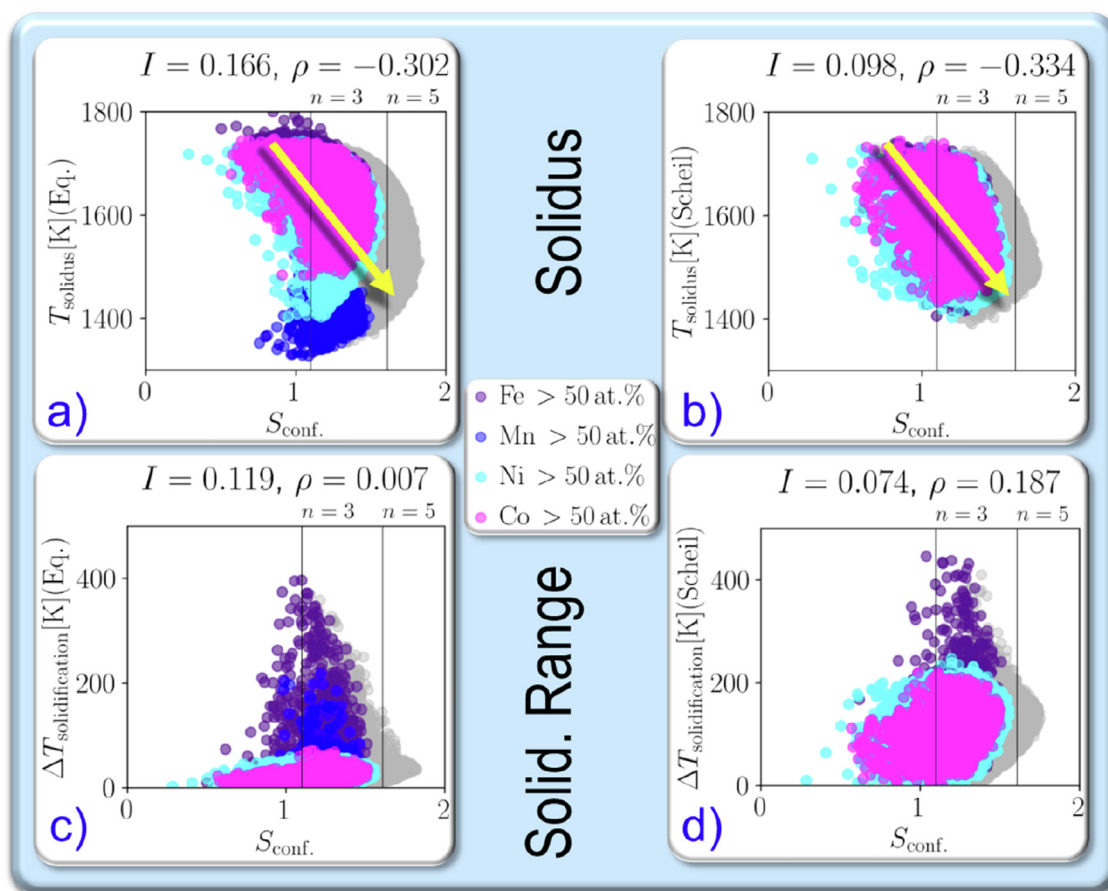 I = 0.166, ρ = −0.302
n = 3 n = 5
1800
1600
1400
T_solidus[K](Eq.)
0 1 2
S_conf.
a)
Solidus
I = 0.098, ρ = −0.334
n = 3 n = 5
1800
1600
1400
T_solidus[K](Scheil)
0 1 2
S_conf.
b)
Fe > 50 at.%
Mn > 50 at.%
Ni > 50 at.%
Co > 50 at.%
I = 0.119, ρ = 0.007
n = 3 n = 5
400
200
0
ΔT_solidification[K](Eq.)
0 1 2
S_conf.
c)
Solid. Range
I = 0.074, ρ = 0.187
n = 3 n = 5
400
200
0
ΔT_solidification[K](Scheil)
0 1 2
S_conf.
d)